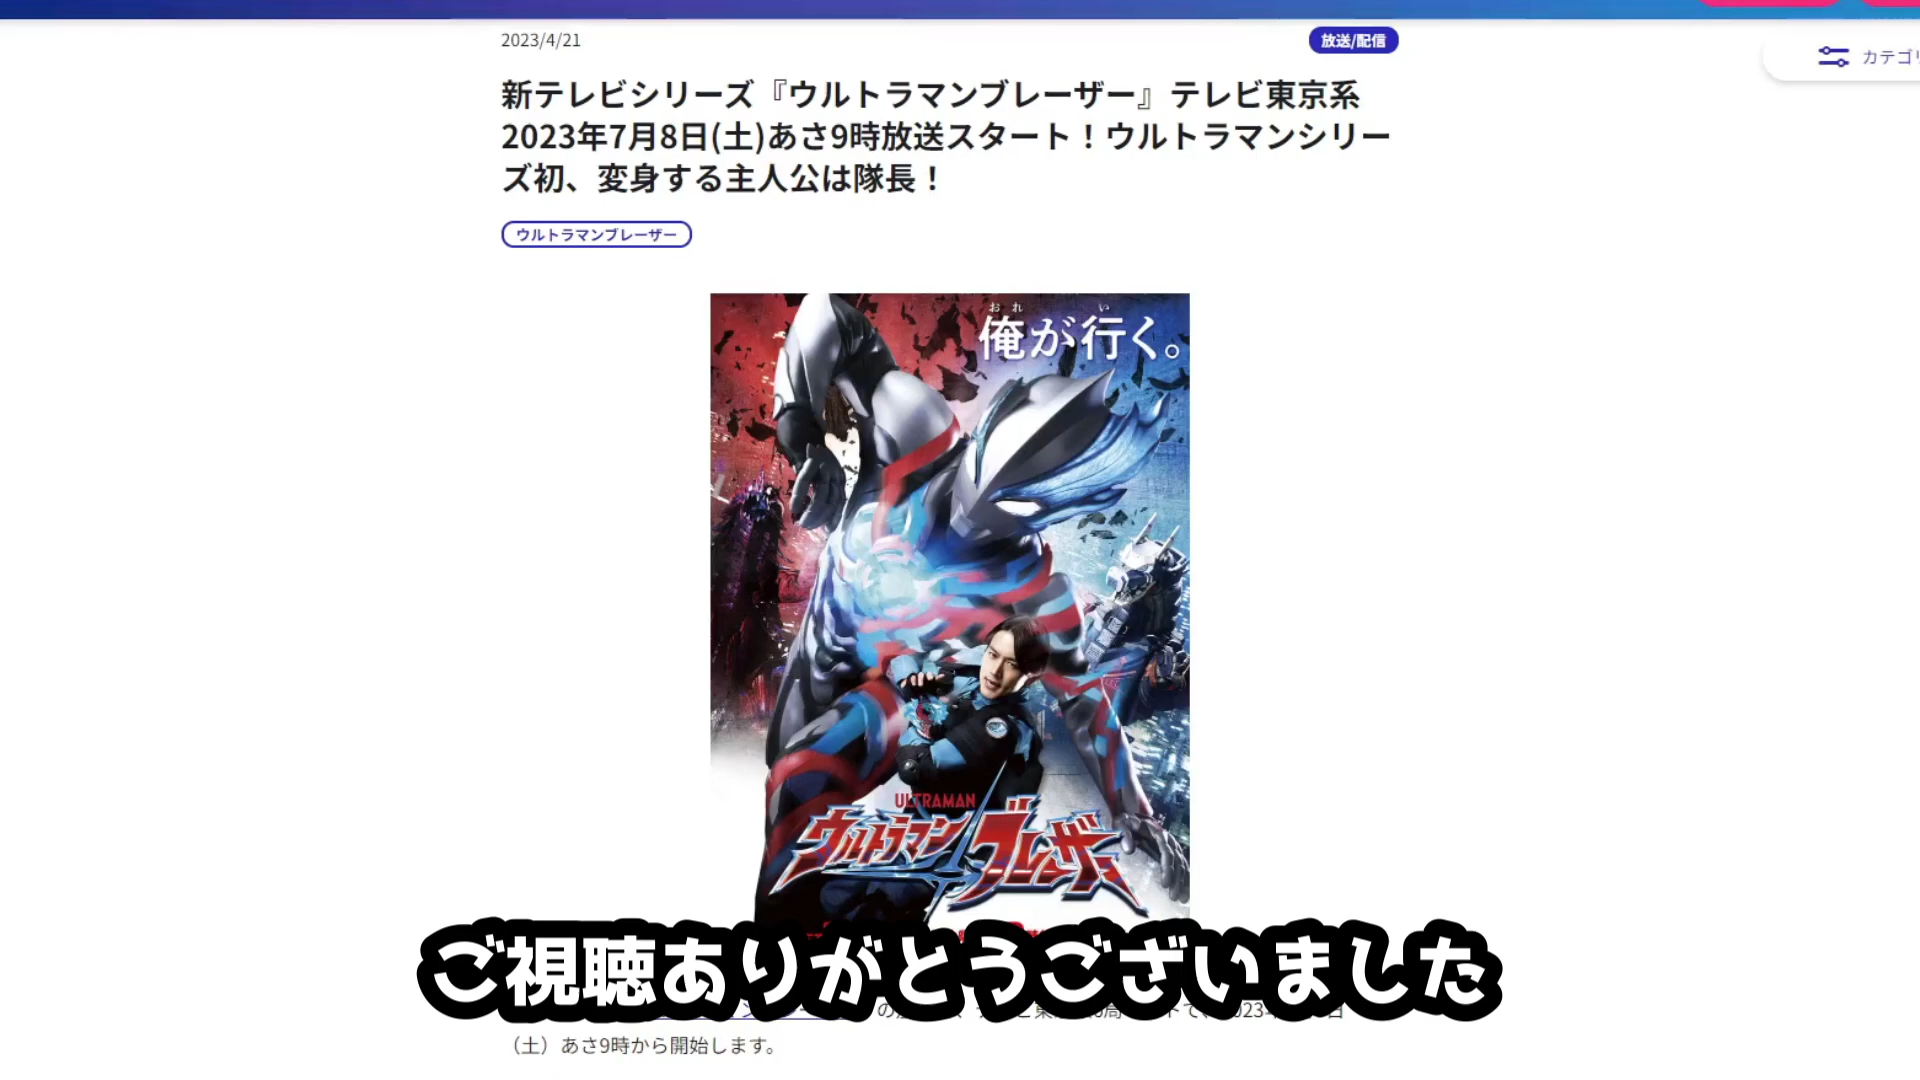 2023/4/21
放送/配信
カテゴリ
新テレビシリーズ『ウルトラマンブレーザー』テレビ東京系
2023年7月8日(土)あさ9時放送スタート！ウルトラマンシリー
ズ初、変身する主人公は隊長！
ウルトラマンブレーザー
おれ い
俺が行く。
ULTRAMAN
ウルトラマンブレーザー
ご視聴ありがとうございました
（土）あさ9時から開始します。